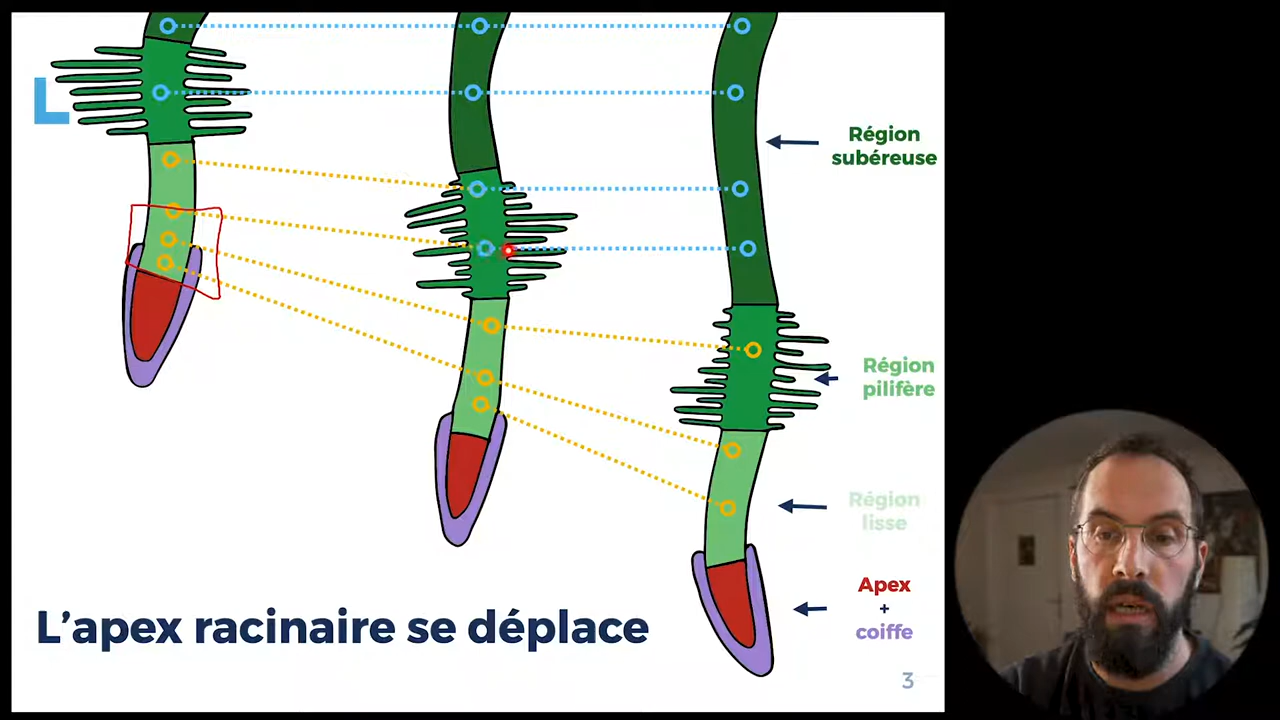 L
Région
subéreuse
Région
pilifère
Région
lisse
Apex
+
coiffe
L'apex racinaire se déplace
3